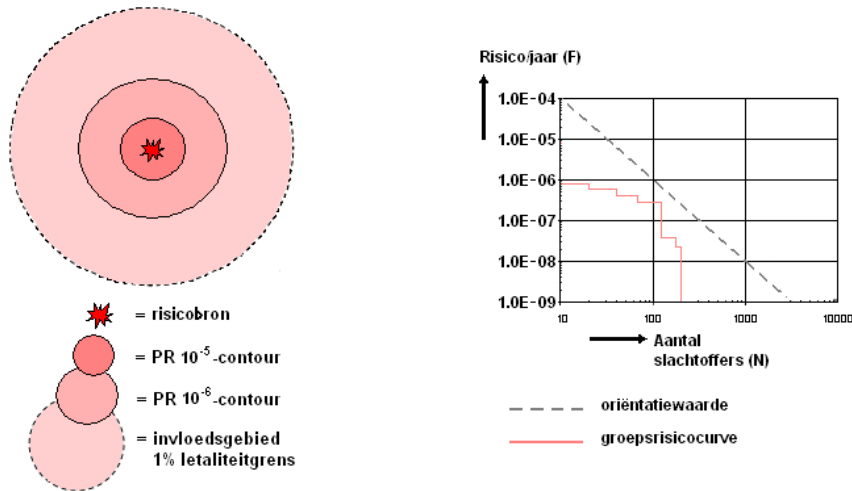 = risicobron
= PR 10-5-contour
= PR 10-6-contour
= invloedsgebied
1% letaliteitgrens
Risico/jaar (F)
1.0E-04
1.0E-05
1.0E-06
1.0E-07
1.0E-08
1.0E-09
10 100 1000 10000
Aantal
slachtoffers (N)
oriëntatiewaarde
groepsrisicocurve